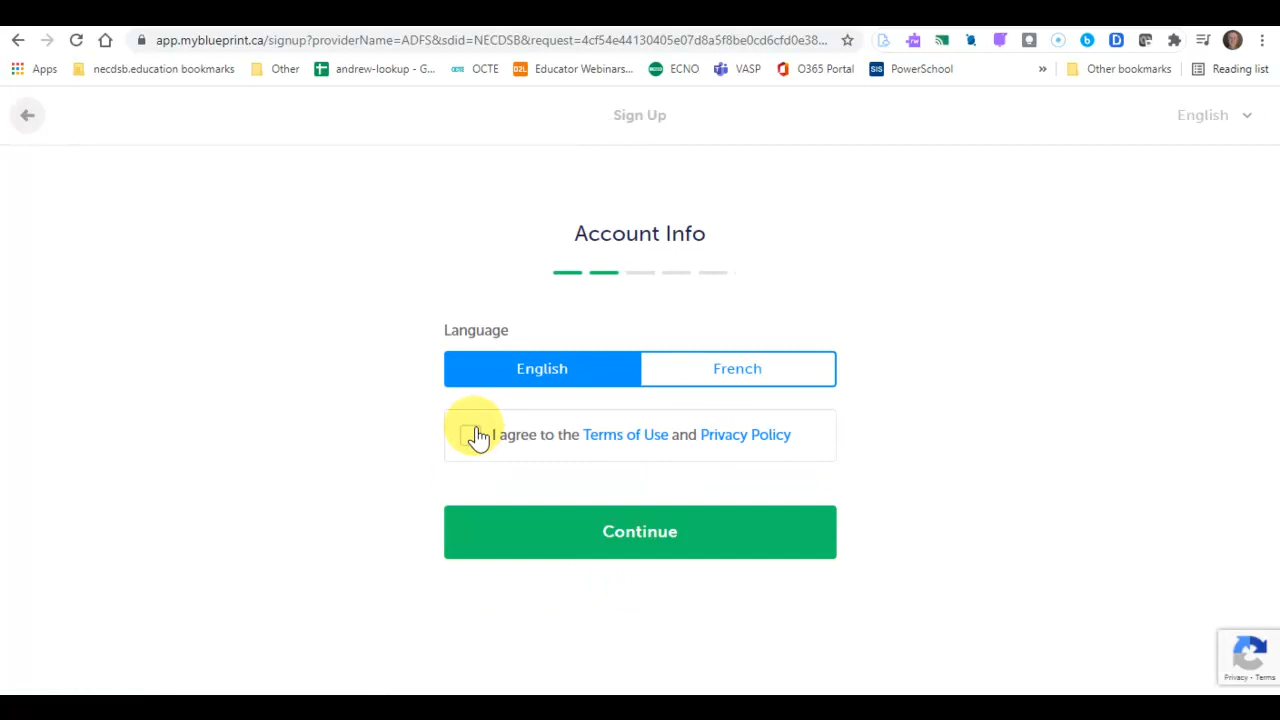 app.myblueprint.ca/signup?providerName=ADFS&sdid=NECDSB&request=4cf54e44130405e07d8a5f8be0cd6cfd0e38...
Apps necdsb.education bookmarks Other andrew-lookup - G... OCTE D2L Educator Webinars... ECNO VASP O365 Portal SIS PowerSchool » Other bookmarks Reading list
Sign Up English
Account Info
Language
English French
I agree to the Terms of Use and Privacy Policy
Continue
Privacy - Terms